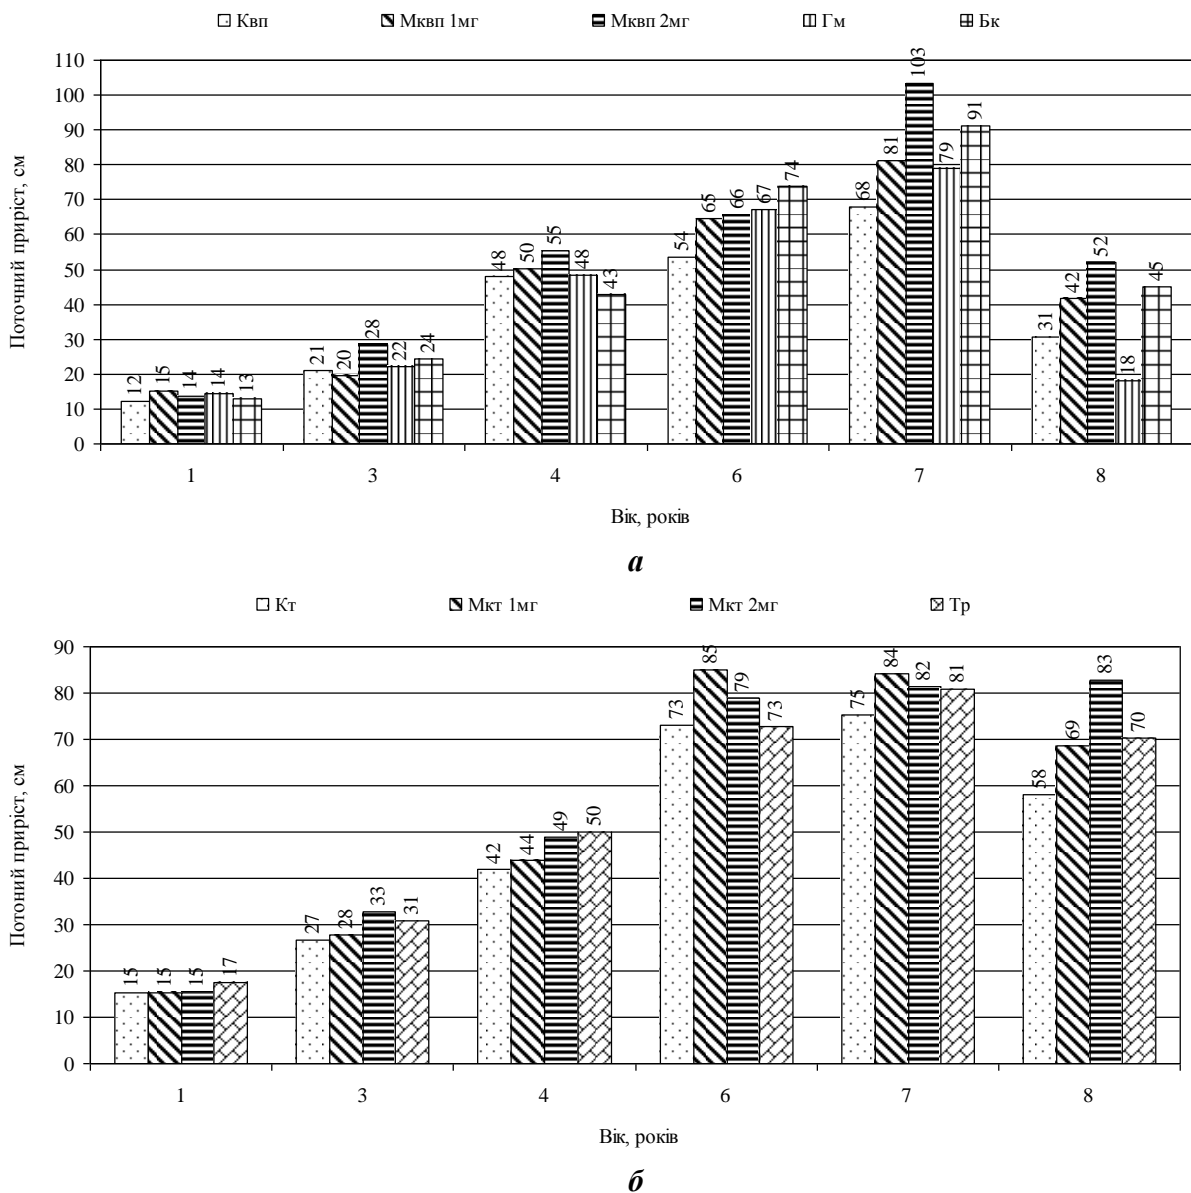 Квп Мквп 1мг Мквп 2мг Гм Бк
Поточний приріст, см
110
100
90
80
70
60
50
40
30
20
10
0
12 15 14 14 13
21 20 28 22 24
48 50 55 48 43
54 65 66 67 74
68 81 103 79 91
31 42 52 18 45
1 3 4 6 7 8
Вік, років
а
Кт Мкт 1мг Мкт 2мг Тр
Потоний приріст, см
90
80
70
60
50
40
30
20
10
0
15 15 15 17
27 28 33 31
42 44 49 50
73 85 79 73
75 84 82 81
58 69 83 70
1 3 4 6 7 8
Вік, років
б